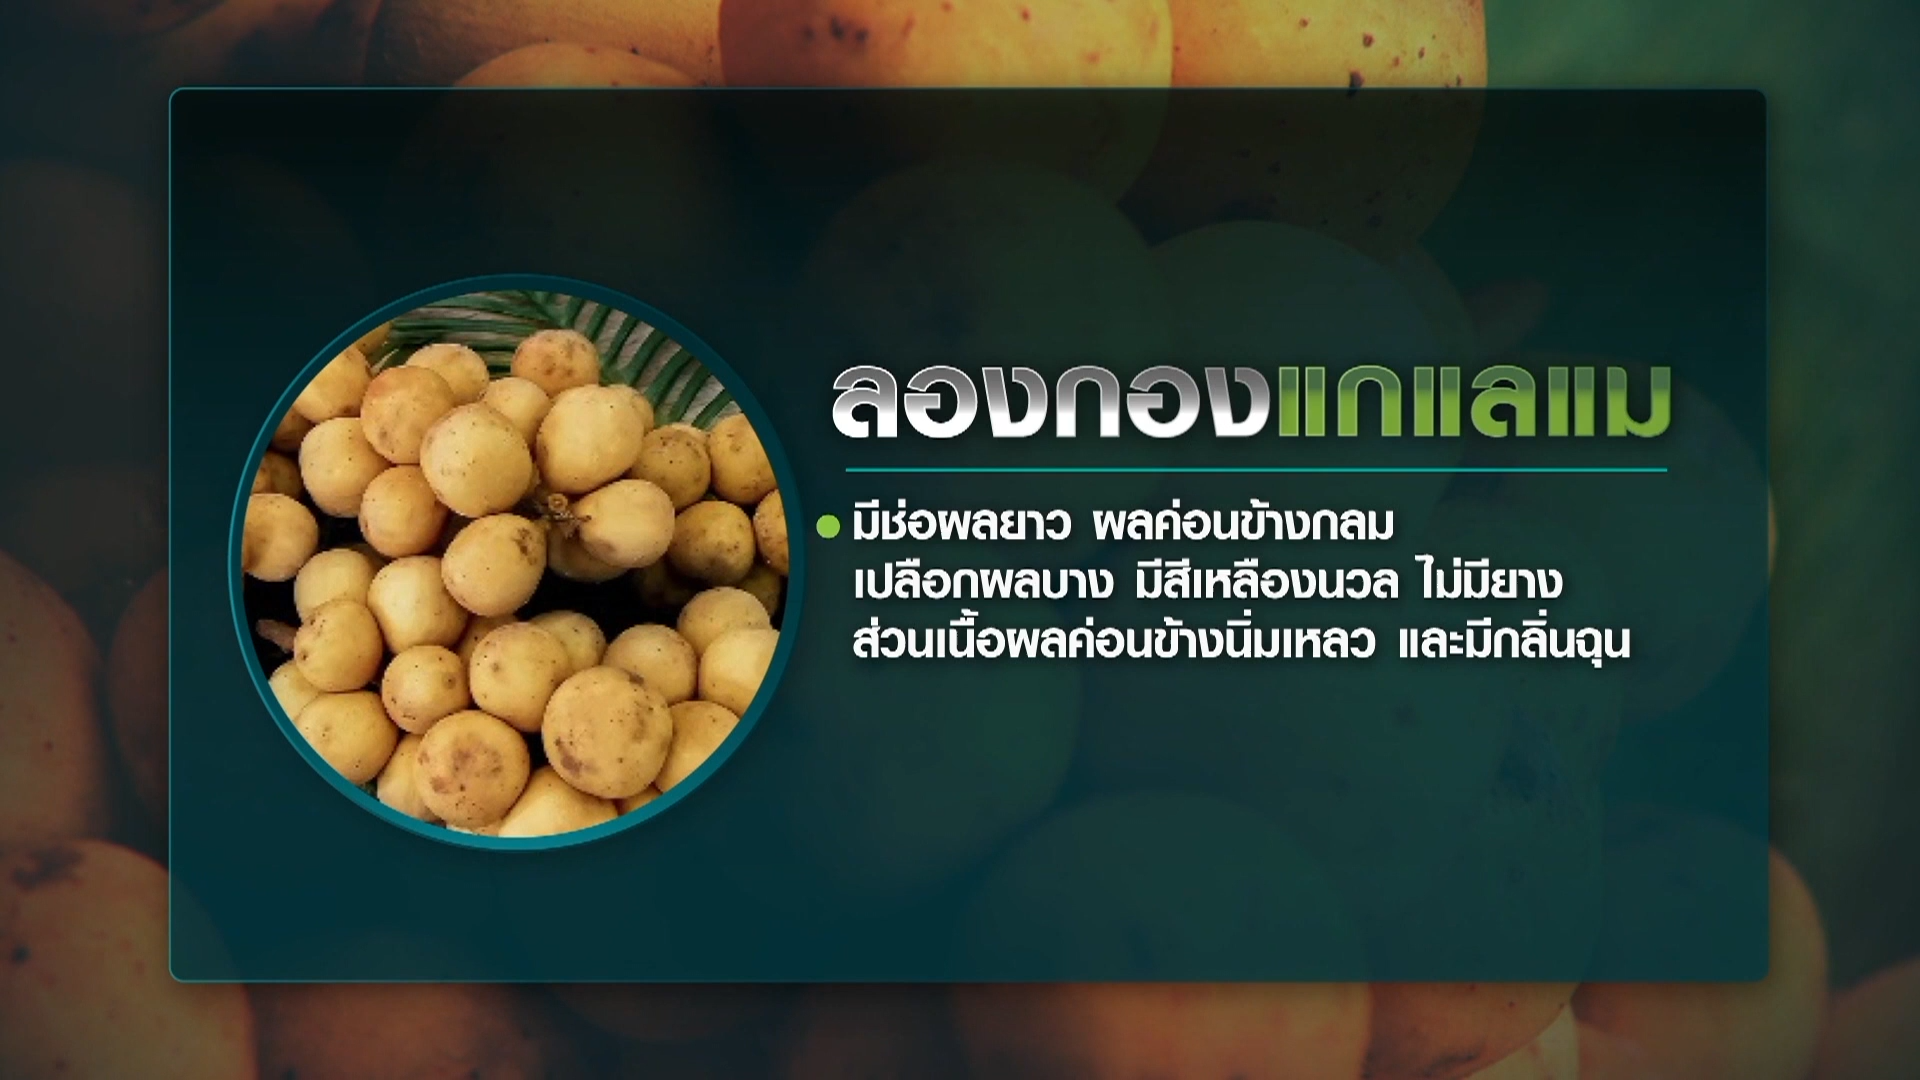 ลองกองแกแลแม
มีช่อผลยาว ผลค่อนข้างกลม
เปลือกผลบาง มีสีเหลืองนวล ไม่มียาง
ส่วนเนื้อผลค่อนข้างนิ่มเหลว และมีกลิ่นฉุน